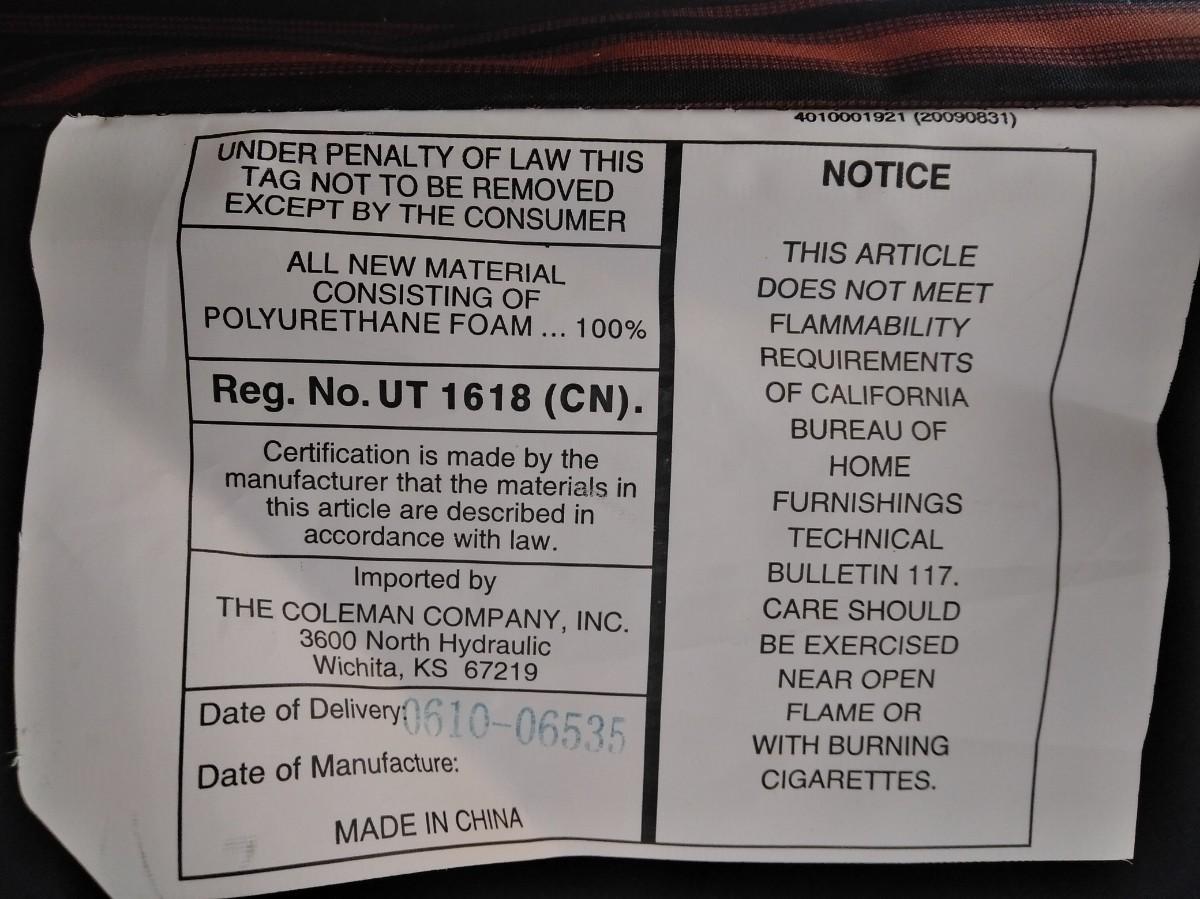 4010001921 (20090831)
UNDER PENALTY OF LAW THIS
TAG NOT TO BE REMOVED
EXCEPT BY THE CONSUMER
ALL NEW MATERIAL
CONSISTING OF
POLYURETHANE FOAM ... 100%
Reg. No. UT 1618 (CN).
Certification is made by the
manufacturer that the materials in
this article are described in
accordance with law.
Imported by
THE COLEMAN COMPANY, INC.
3600 North Hydraulic
Wichita, KS 67219
Date of Delivery: 0610-06535
Date of Manufacture:
MADE IN CHINA
NOTICE
THIS ARTICLE
DOES NOT MEET
FLAMMABILITY
REQUIREMENTS
OF CALIFORNIA
BUREAU OF
HOME
FURNISHINGS
TECHNICAL
BULLETIN 117.
CARE SHOULD
BE EXERCISED
NEAR OPEN
FLAME OR
WITH BURNING
CIGARETTES.